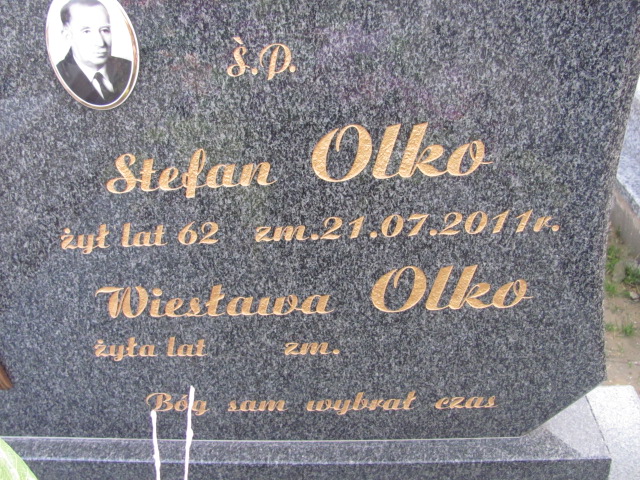 Ś.P.
Stefan Olko
żył lat 62 zm.21.07.2011r.
Wiesława Olko
żyła lat zm.
Bóg sam wybrał czas